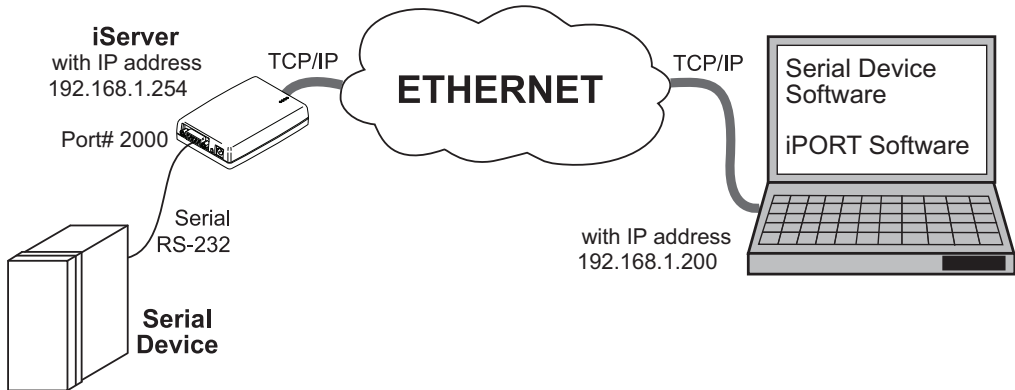 iServer
with IP address
192.168.1.254
Port# 2000
TCP/IP
ETHERNET
TCP/IP
Serial Device
Software
iPORT Software
Serial
RS-232
with IP address
192.168.1.200
Serial
Device